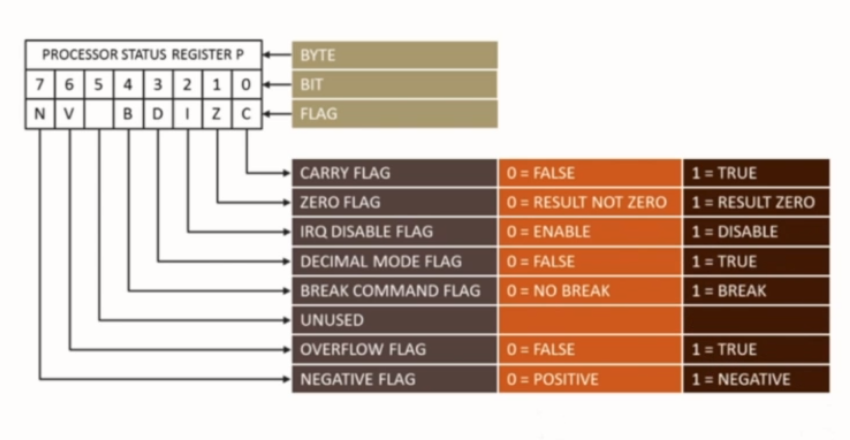 PROCESSOR STATUS REGISTER P BYTE
7 6 5 4 3 2 1 0 BIT
N V B D I Z C FLAG
CARRY FLAG 0 = FALSE 1 = TRUE
ZERO FLAG 0 = RESULT NOT ZERO 1 = RESULT ZERO
IRQ DISABLE FLAG 0 = ENABLE 1 = DISABLE
DECIMAL MODE FLAG 0 = FALSE 1 = TRUE
BREAK COMMAND FLAG 0 = NO BREAK 1 = BREAK
UNUSED
OVERFLOW FLAG 0 = FALSE 1 = TRUE
NEGATIVE FLAG 0 = POSITIVE 1 = NEGATIVE